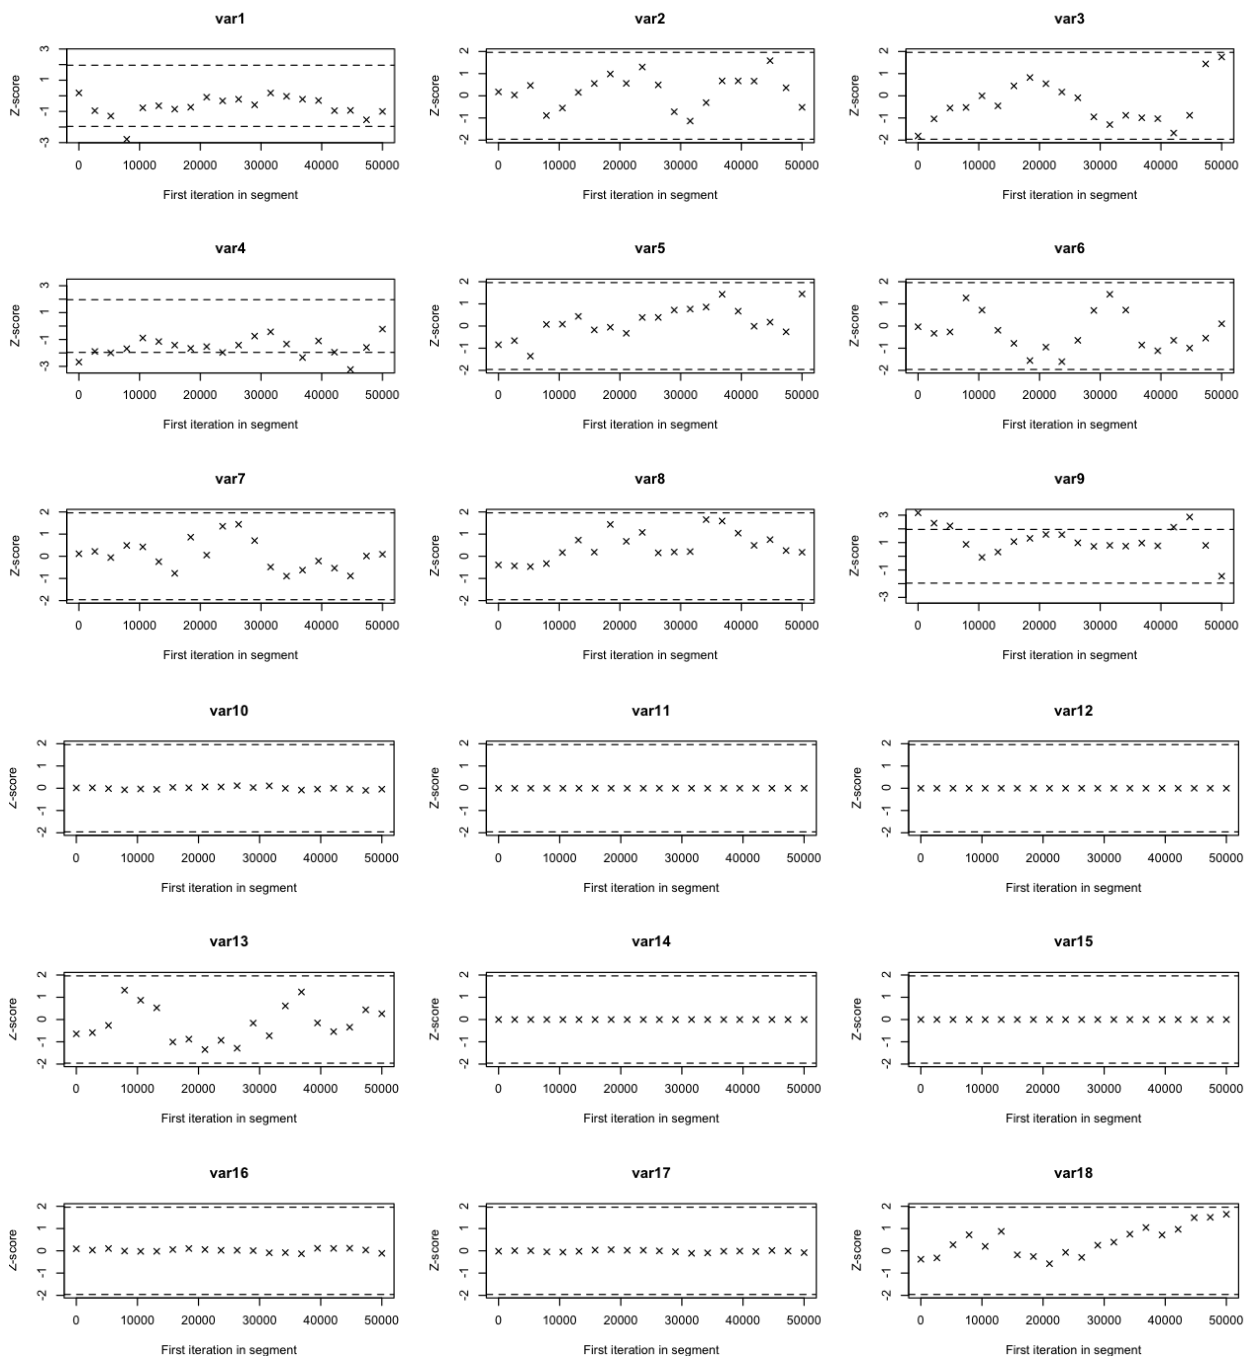 var1 var2 var3
Z-score 3 1 -1 -3 Z-score 2 1 0 -1 -2 Z-score 2 1 0 -1 -2
0 10000 20000 30000 40000 50000 0 10000 20000 30000 40000 50000 0 10000 20000 30000 40000 50000
First iteration in segment First iteration in segment First iteration in segment
var4 var5 var6
Z-score 3 1 -1 -3 Z-score 2 1 0 -1 -2 Z-score 2 1 0 -1 -2
0 10000 20000 30000 40000 50000 0 10000 20000 30000 40000 50000 0 10000 20000 30000 40000 50000
First iteration in segment First iteration in segment First iteration in segment
var7 var8 var9
Z-score 2 1 0 -1 -2 Z-score 2 1 0 -1 -2 Z-score 3 1 -1 -3
0 10000 20000 30000 40000 50000 0 10000 20000 30000 40000 50000 0 10000 20000 30000 40000 50000
First iteration in segment First iteration in segment First iteration in segment
var10 var11 var12
Z-score 2 1 0 -1 -2 Z-score 2 1 0 -1 -2 Z-score 2 1 0 -1 -2
0 10000 20000 30000 40000 50000 0 10000 20000 30000 40000 50000 0 10000 20000 30000 40000 50000
First iteration in segment First iteration in segment First iteration in segment
var13 var14 var15
Z-score 2 1 0 -1 -2 Z-score 2 1 0 -1 -2 Z-score 2 1 0 -1 -2
0 10000 20000 30000 40000 50000 0 10000 20000 30000 40000 50000 0 10000 20000 30000 40000 50000
First iteration in segment First iteration in segment First iteration in segment
var16 var17 var18
Z-score 2 1 0 -1 -2 Z-score 2 1 0 -1 -2 Z-score 2 1 0 -1 -2
0 10000 20000 30000 40000 50000 0 10000 20000 30000 40000 50000 0 10000 20000 30000 40000 50000
First iteration in segment First iteration in segment First iteration in segment